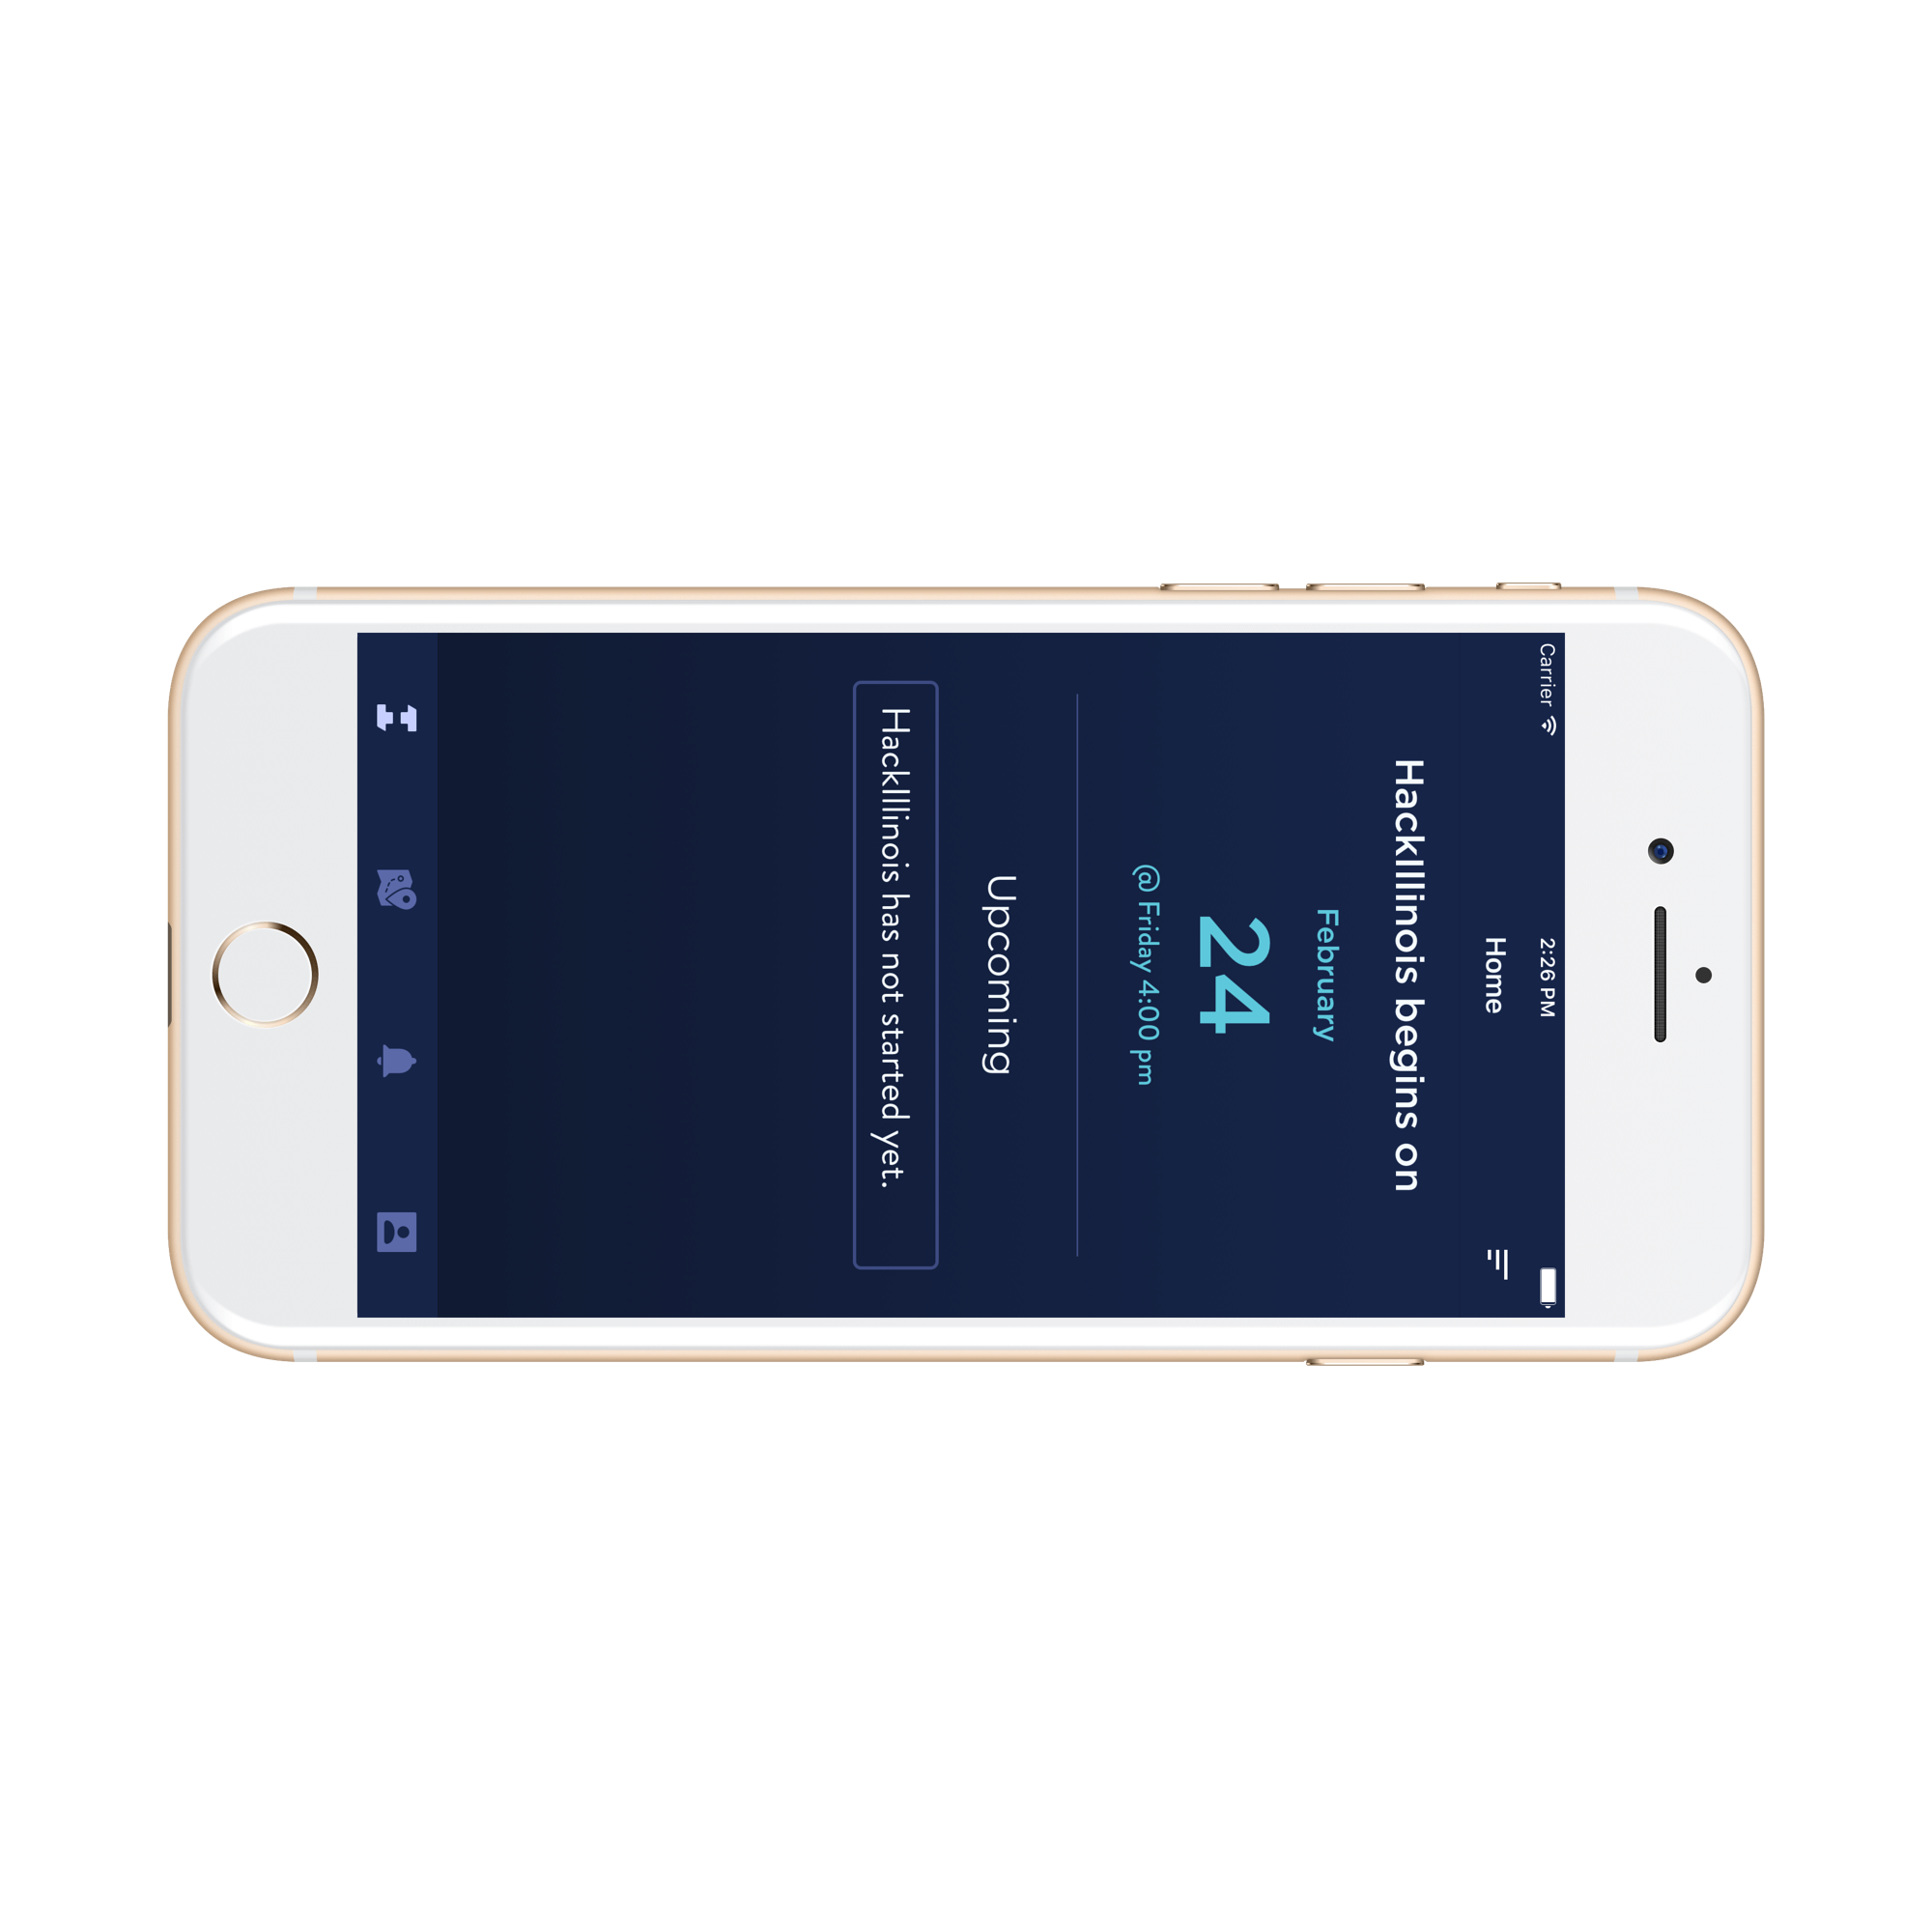 Carrier 2:26 PM
Home
HackIllinois begins on
February
24
@ Friday 4:00 pm
Upcoming
HackIllinois has not started yet.